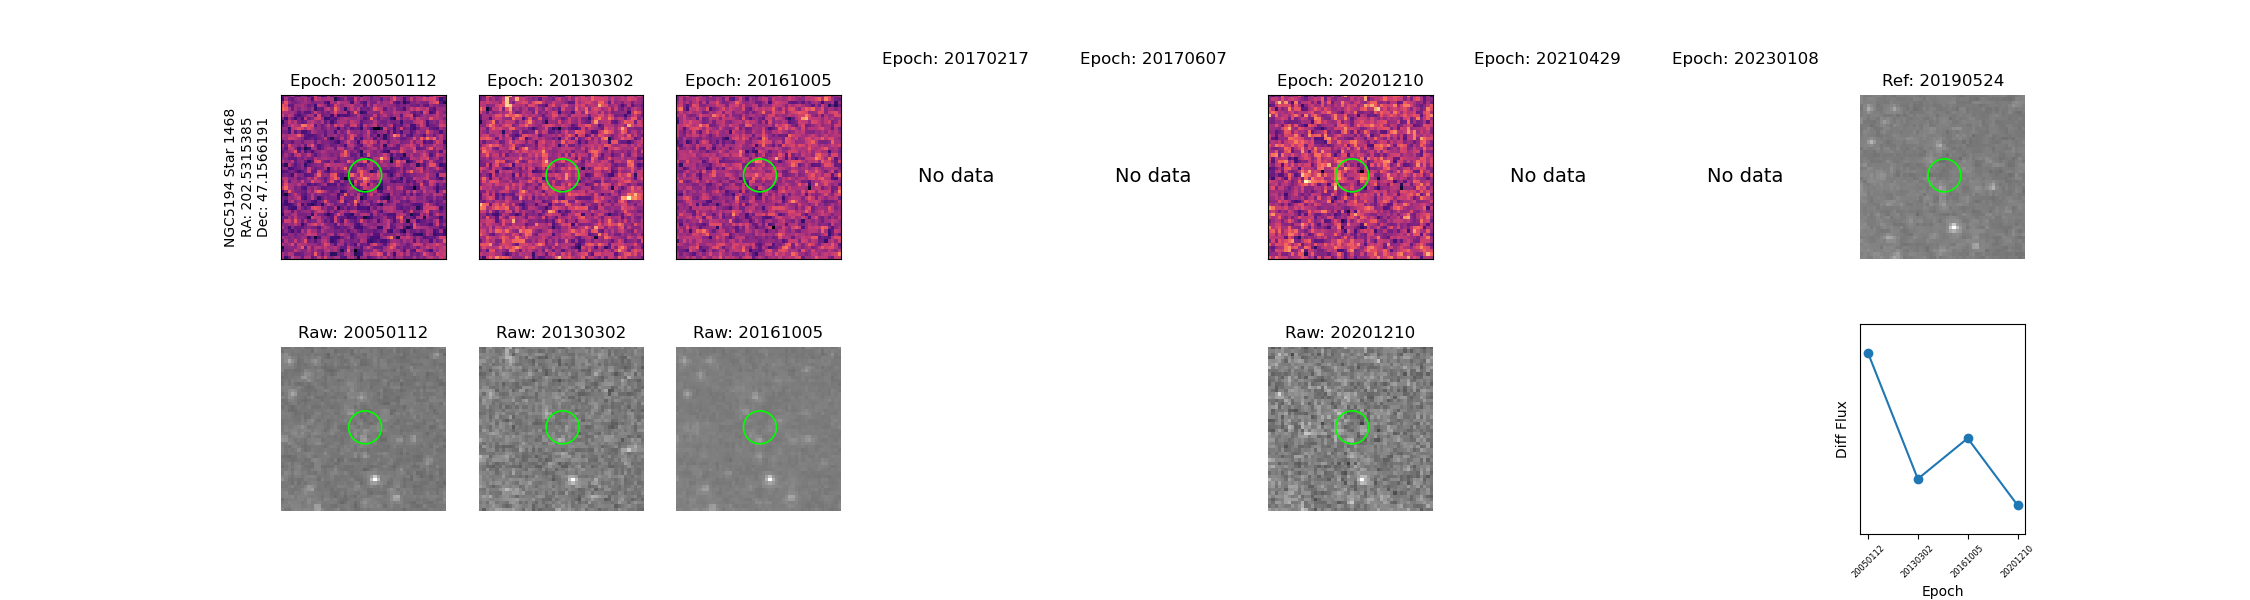 Epoch: 20050112
Epoch: 20130302
Epoch: 20161005
Epoch: 20170217
Epoch: 20170607
Epoch: 20201210
Epoch: 20210429
Epoch: 20230108
Ref: 20190524
NGC5194 Star 1468
RA: 202.5315385
Dec: 47.15661911
No data
No data
No data
No data
Raw: 20050112
Raw: 20130302
Raw: 20161005
Raw: 20201210
Diff Flux
20050112
20130302
20161005
20201210
Epoch